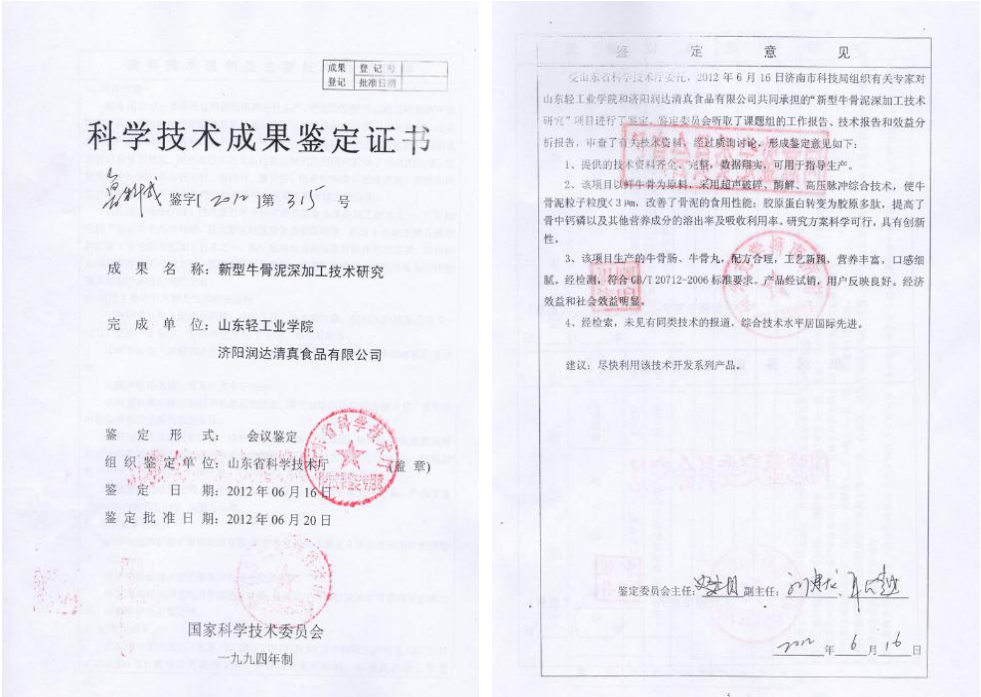 成果 登记号
登记 批准日期
科学技术成果鉴定证书
鲁科成鉴字[2012]第315号
成果名称：新型牛骨泥深加工技术研究
完成单位：山东轻工业学院
济阳润达清真食品有限公司
鉴定形式：会议鉴定
组织鉴定单位：山东省科学技术厅 (盖章)
鉴定日期：2012年06月16日
鉴定批准日期：2012年06月20日
国家科学技术委员会
一九九四年制
鉴定意见
受山东省科学技术厅委托，2012年6月16日济南市科技局组织有关专家对
山东轻工业学院和济阳润达清真食品有限公司共同承担的“新型牛骨泥深加工技术
研究”项目进行了鉴定。鉴定委员会听取了课题组的工作报告、技术报告和效益分
析报告，审查了有关技术资料，经过质询讨论，形成鉴定意见如下：
1、提供的技术资料齐全、完整，数据翔实，可用于指导生产。
2、该项目以鲜牛骨为原料，采用超声破碎、酶解、高压脉冲综合技术，使牛
骨泥粒子粒度〈3μm，改善了骨泥的食用性能；胶原蛋白转变为胶原多肽，提高了
骨中钙磷以及其他营养成分的溶出率及吸收利用率。研究方案科学可行，具有创新
性。
3、该项目生产的牛骨肠、牛骨丸，配方合理，工艺新颖，营养丰富，口感细
腻。经检测，符合GB/T 20712-2006标准要求。产品经试销，用户反映良好。经济
效益和社会效益明显。
4、经检索，未见有同类技术的报道，综合技术水平居国际先进。
建议：尽快利用该技术开发系列产品。
鉴定委员会主任： 副主任：
2012年6月16日